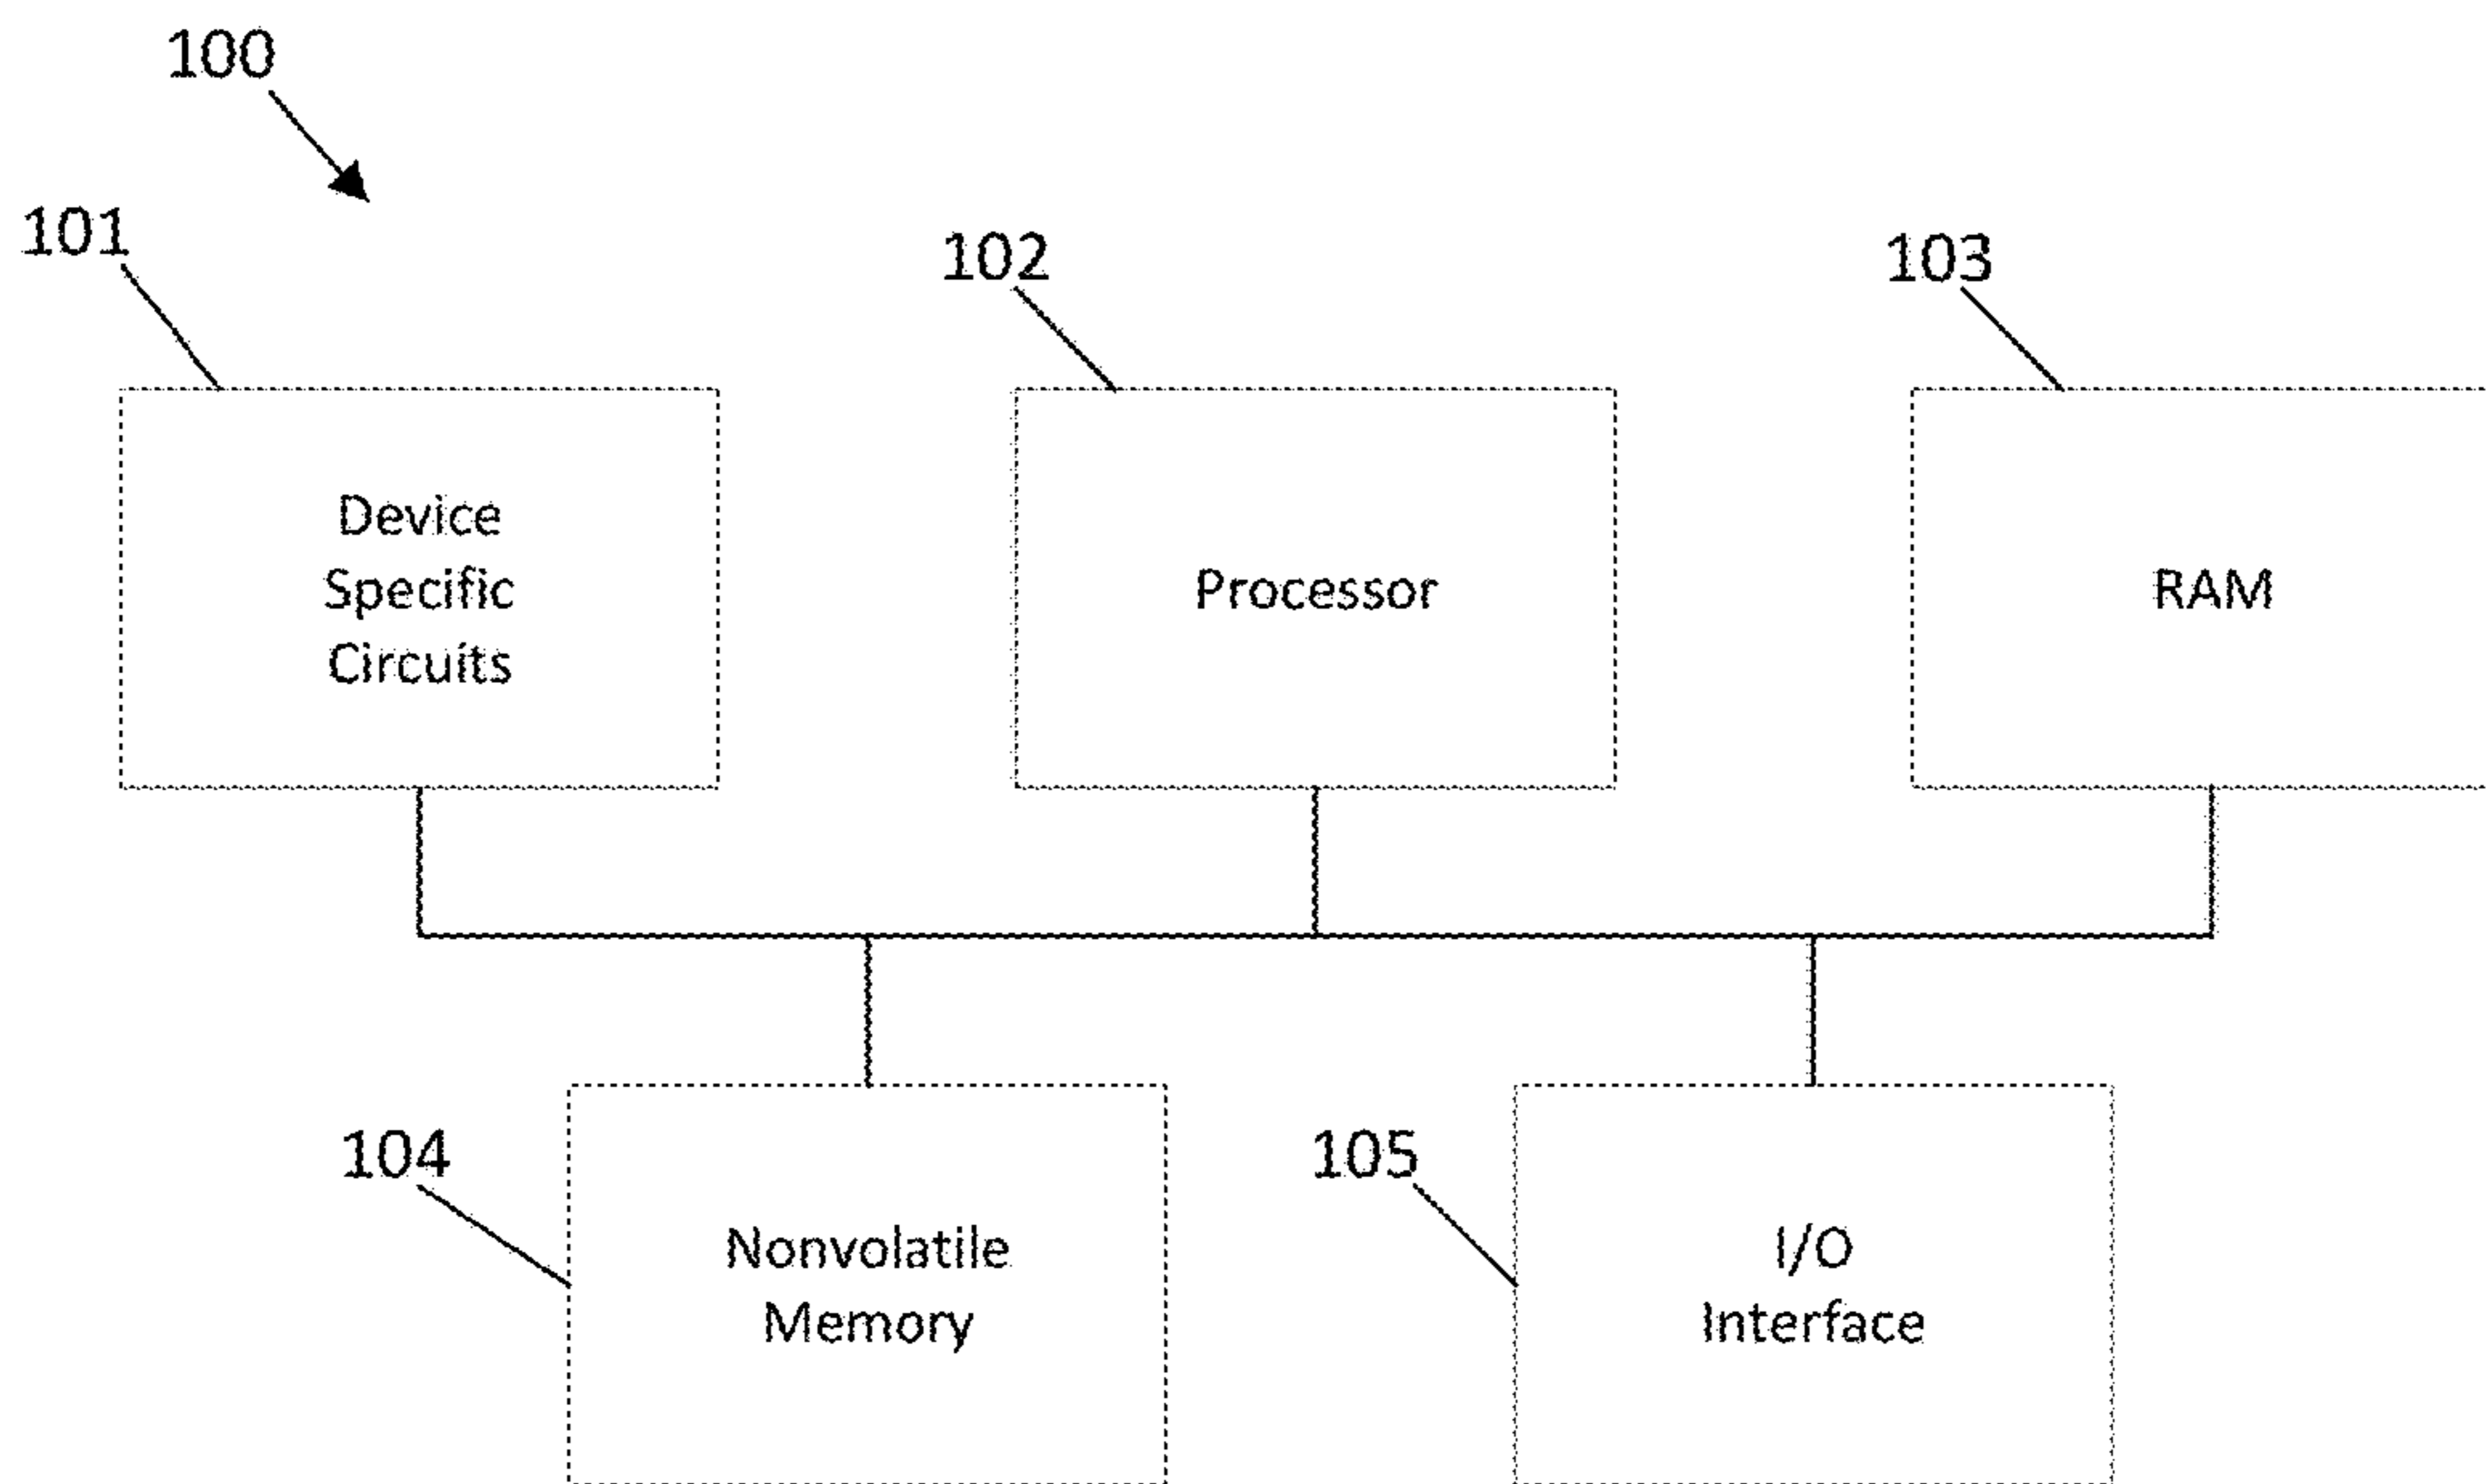 100
101
102
103
Device
Specific
Circuits
Processor
RAM
104
105
Nonvolatile
Memory
I/O
Interface